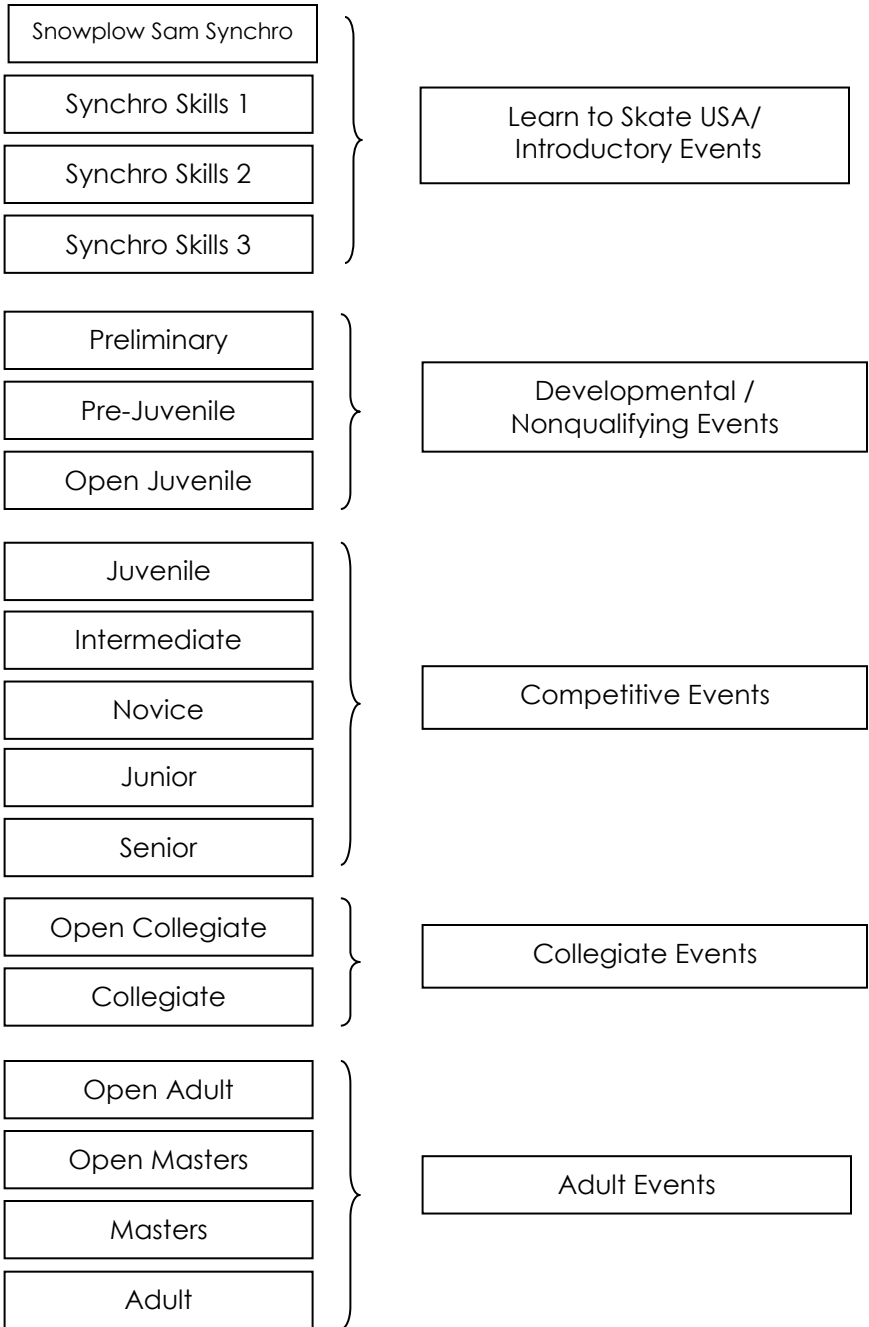 Snowplow Sam Synchro
Synchro Skills 1
Synchro Skills 2
Synchro Skills 3
Learn to Skate USA/
Introductory Events
Preliminary
Pre-Juvenile
Open Juvenile
Developmental /
Nonqualifying Events
Juvenile
Intermediate
Novice
Junior
Senior
Competitive Events
Open Collegiate
Collegiate
Collegiate Events
Open Adult
Open Masters
Masters
Adult
Adult Events